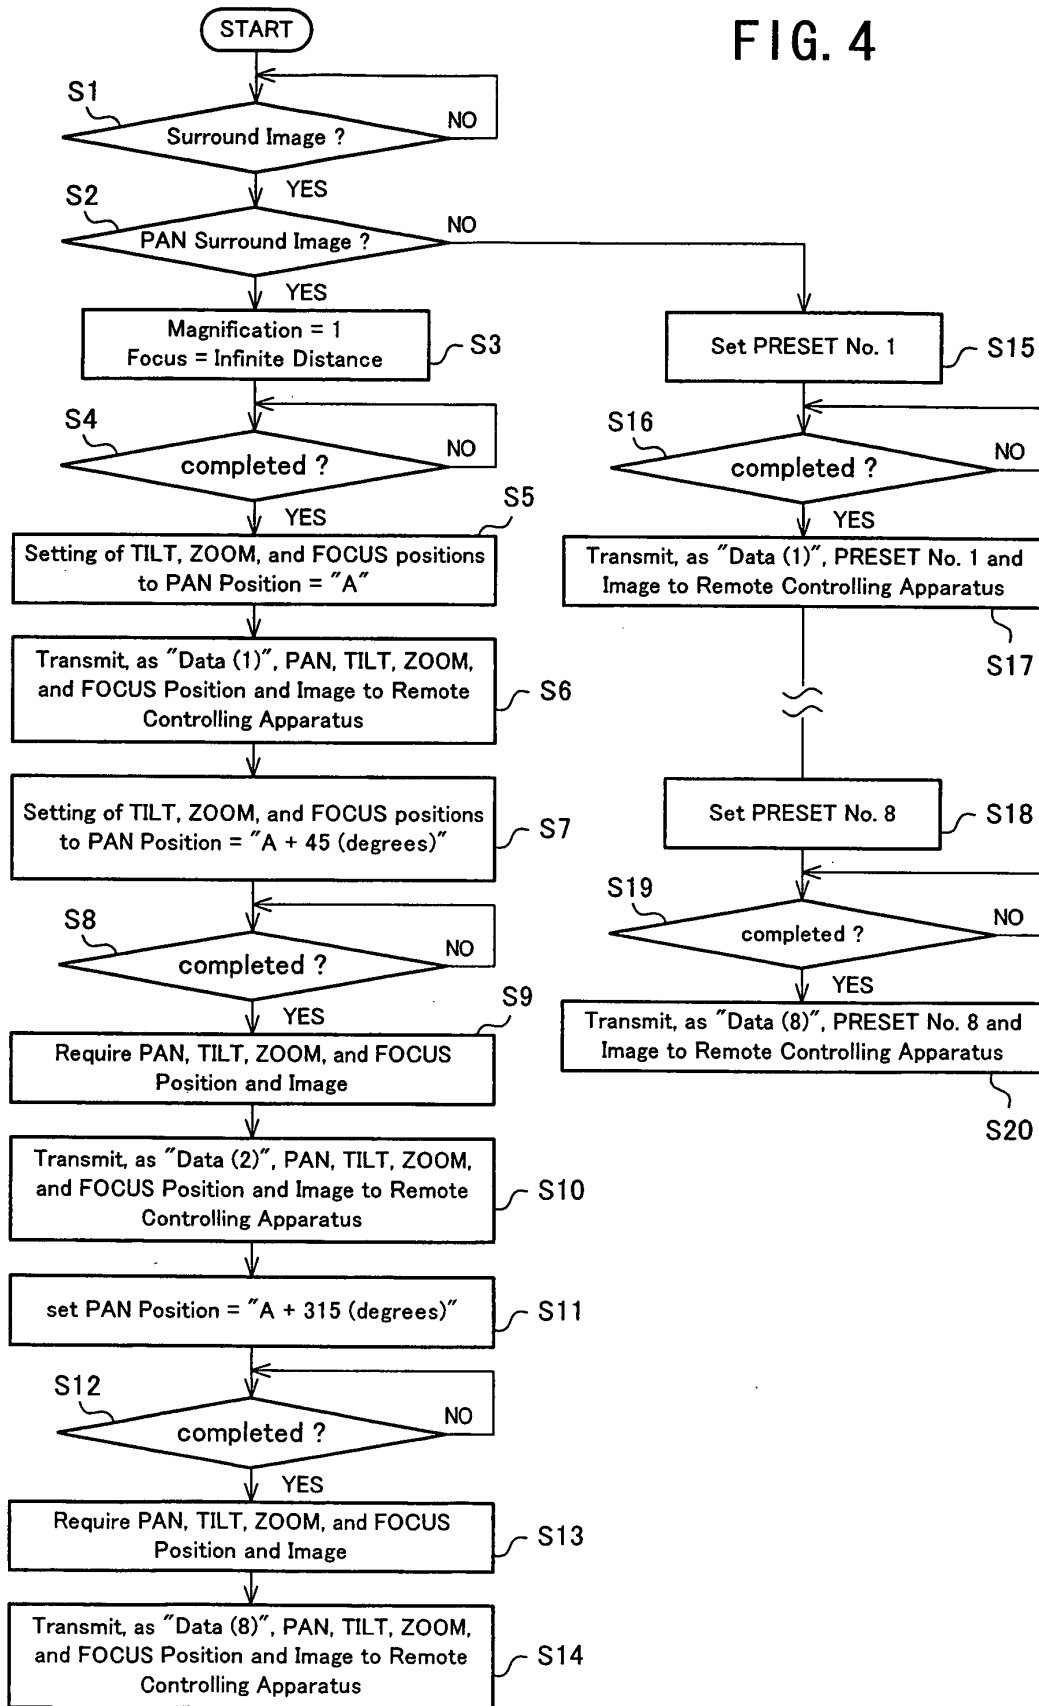 FIG. 4
START
S1
Surround Image ?
NO
YES
S2
PAN Surround Image ?
NO
YES
Magnification = 1
Focus = Infinite Distance
S3
S4
completed ?
NO
YES
S5
Setting of TILT, ZOOM, and FOCUS positions
to PAN Position = "A"
Transmit, as "Data (1)", PAN, TILT, ZOOM,
and FOCUS Position and Image to Remote
Controlling Apparatus
S6
Setting of TILT, ZOOM, and FOCUS positions
to PAN Position = "A + 45 (degrees)"
S7
S8
completed ?
NO
YES
S9
Require PAN, TILT, ZOOM, and FOCUS
Position and Image
Transmit, as "Data (2)", PAN, TILT, ZOOM,
and FOCUS Position and Image to Remote
Controlling Apparatus
S10
set PAN Position = "A + 315 (degrees)"
S11
S12
completed ?
NO
YES
Require PAN, TILT, ZOOM, and FOCUS
Position and Image
S13
Transmit, as "Data (8)", PAN, TILT, ZOOM,
and FOCUS Position and Image to Remote
Controlling Apparatus
S14
Set PRESET No. 1
S15
S16
completed ?
NO
YES
Transmit, as "Data (1)", PRESET No. 1 and
Image to Remote Controlling Apparatus
S17
Set PRESET No. 8
S18
S19
completed ?
NO
YES
Transmit, as "Data (8)", PRESET No. 8 and
Image to Remote Controlling Apparatus
S20